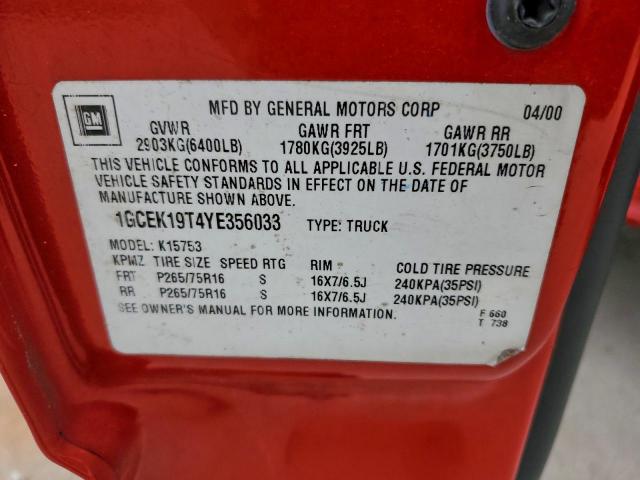 GM
MFD BY GENERAL MOTORS CORP 04/00
GVWR GAWR FRT GAWR RR
2903KG(6400LB) 1780KG(3925LB) 1701KG(3750LB)
THIS VEHICLE CONFORMS TO ALL APPLICABLE U.S. FEDERAL MOTOR
VEHICLE SAFETY STANDARDS IN EFFECT ON THE DATE OF
MANUFACTURE SHOWN ABOVE.
1GCEK19T4YE356033 TYPE: TRUCK
MODEL: K15753
KPMZ TIRE SIZE SPEED RTG RIM COLD TIRE PRESSURE
FRT P265/75R16 S 16X7/6.5J 240KPA(35PSI)
RR P265/75R16 S 16X7/6.5J 240KPA(35PSI)
SEE OWNER'S MANUAL FOR MORE INFORMATION. F 660
T 738